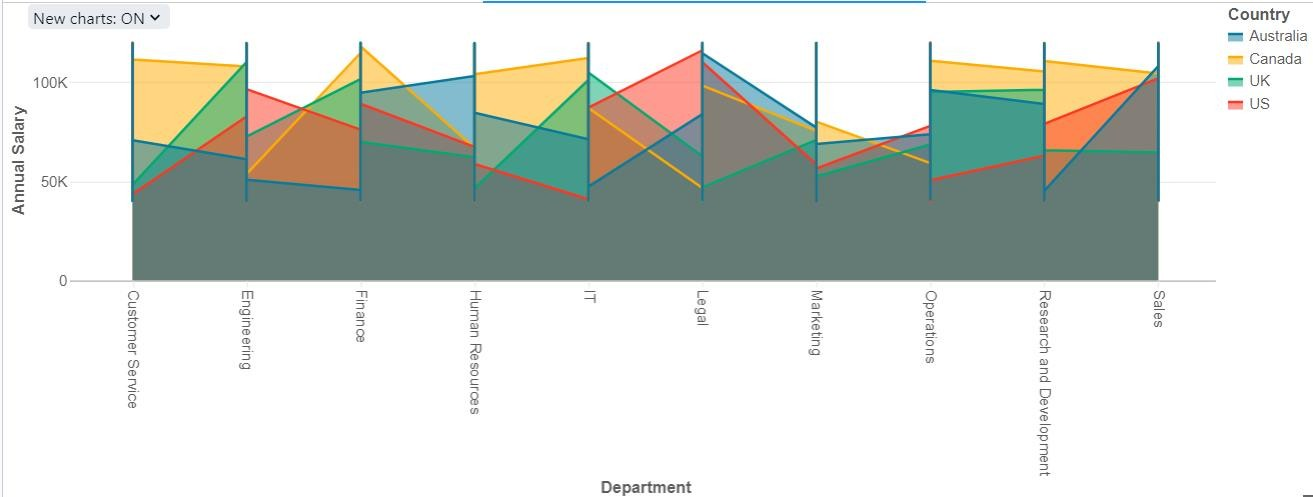 New charts: ON
Country
Australia
Canada
UK
US
Annual Salary
100K
50K
0
Customer Service
Engineering
Finance
Human Resources
IT
Legal
Marketing
Operations
Research and Development
Sales
Department